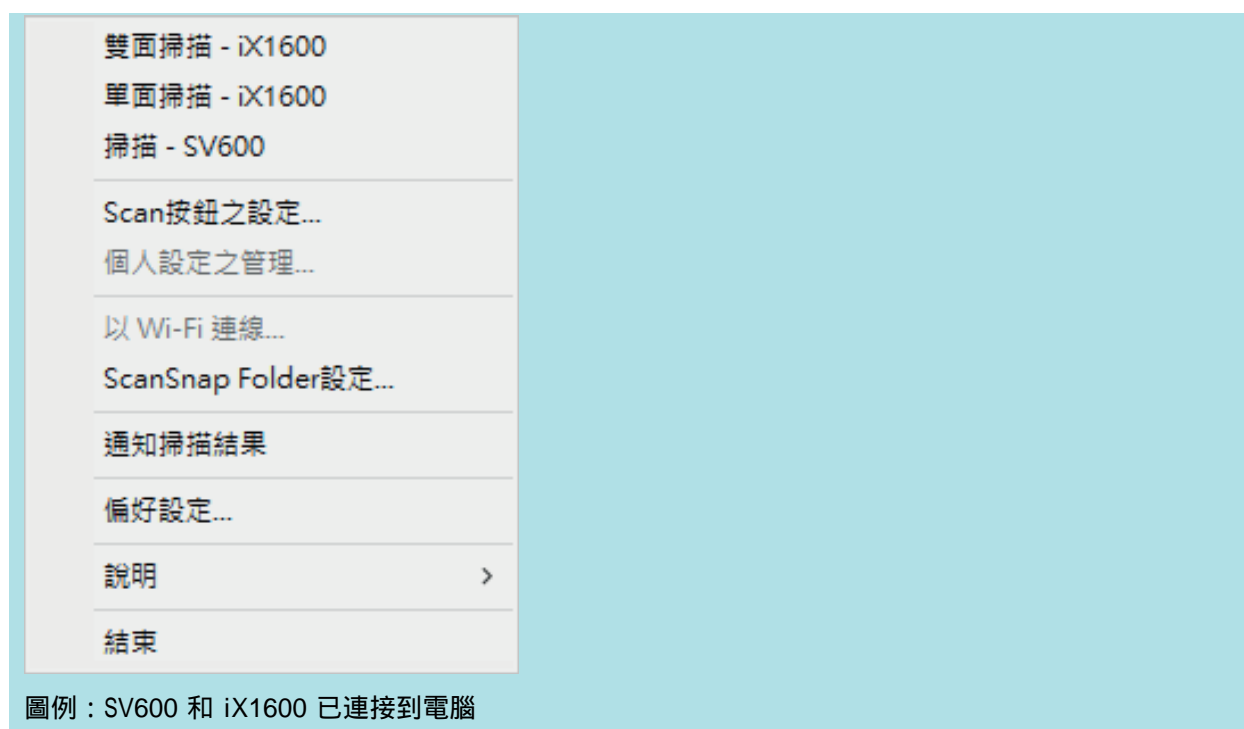 雙面掃描 - iX1600
單面掃描 - iX1600
掃描 - SV600
Scan按鈕之設定...
個人設定之管理...
以 Wi-Fi 連線...
ScanSnap Folder設定...
通知掃描結果
偏好設定...
說明
結束
圖例：SV600 和 iX1600 已連接到電腦